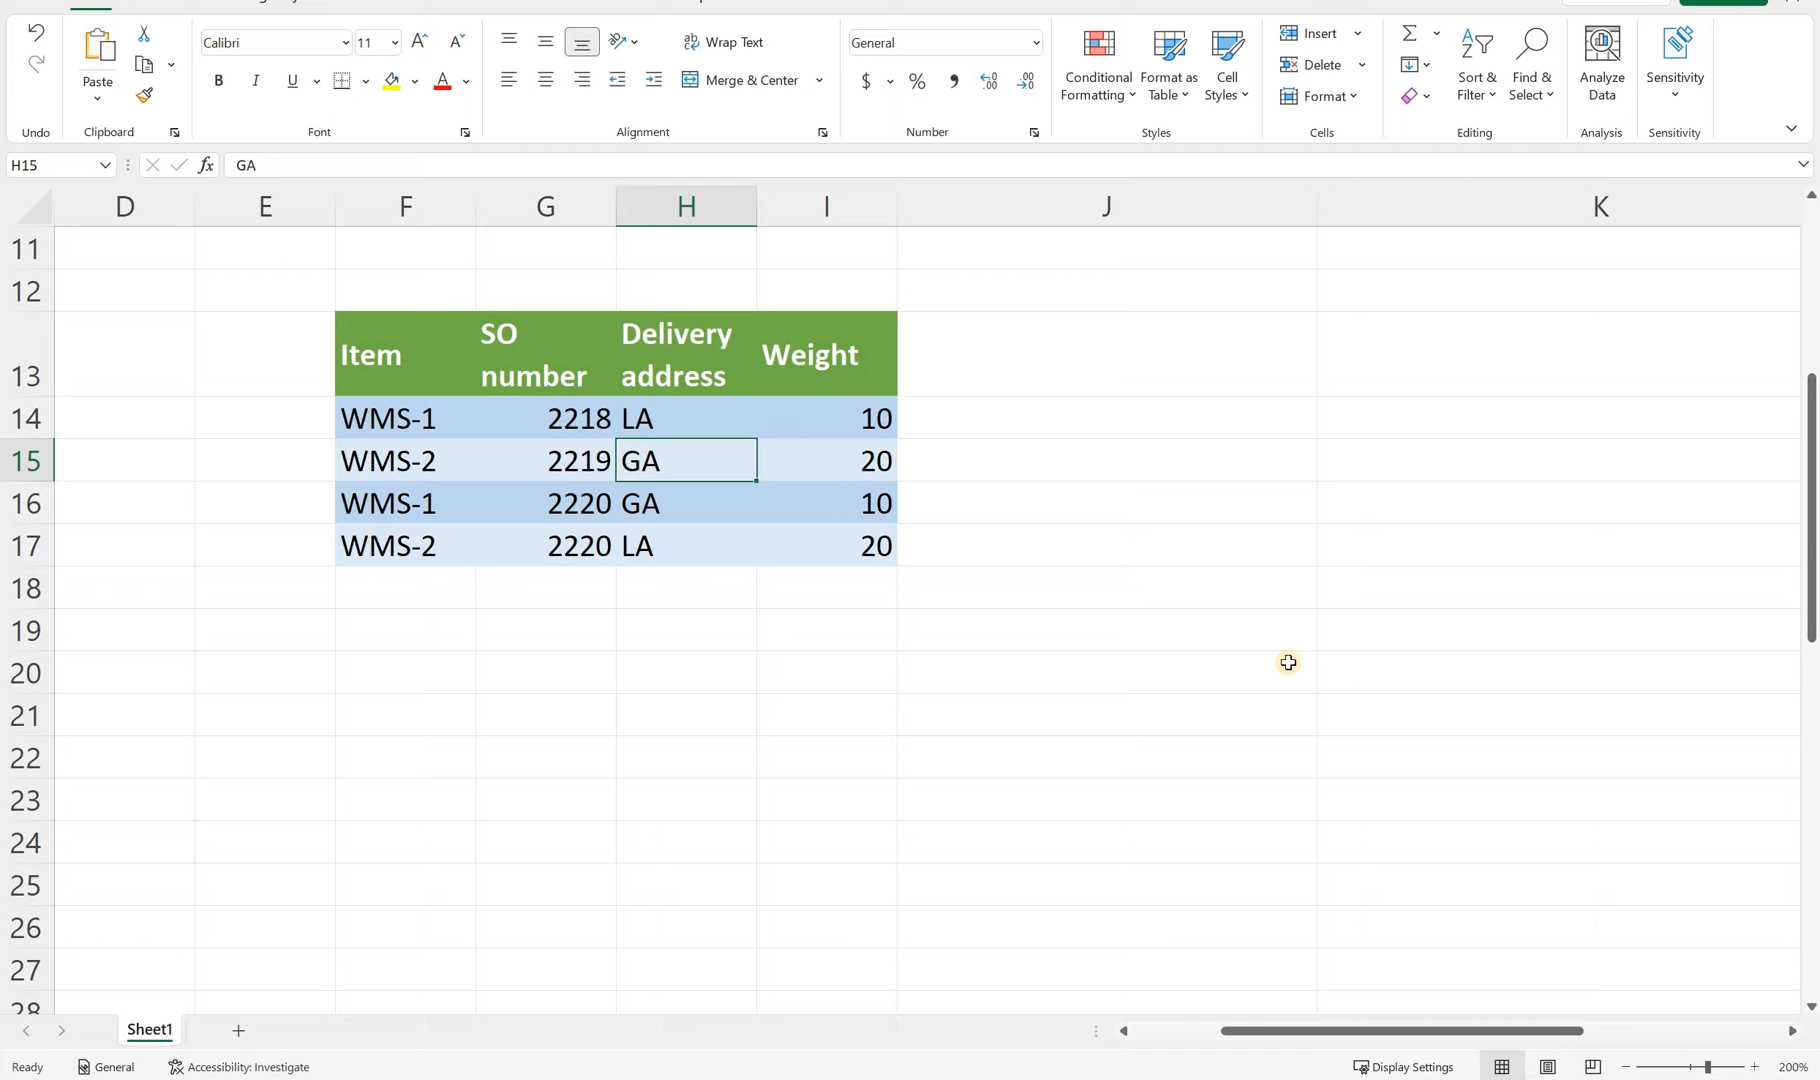 Calibri
11
Wrap Text
General
Insert
Paste
B I U
A
Merge & Center
$ % ,
Conditional
Formatting
Format as
Table
Cell
Styles
Delete
Format
Sort &
Filter
Find &
Select
Analyze
Data
Sensitivity
Undo
Clipboard
Font
Alignment
Number
Styles
Cells
Editing
Analysis
Sensitivity
H15
fx
GA
D E F G H I J K
11
12
13
Item
SO
number
Delivery
address
Weight
14 WMS-1 2218 LA 10
15 WMS-2 2219 GA 20
16 WMS-1 2220 GA 10
17 WMS-2 2220 LA 20
18
19
20
21
22
23
24
25
26
27
28
Sheet1
Ready
General
Accessibility: Investigate
Display Settings
200%